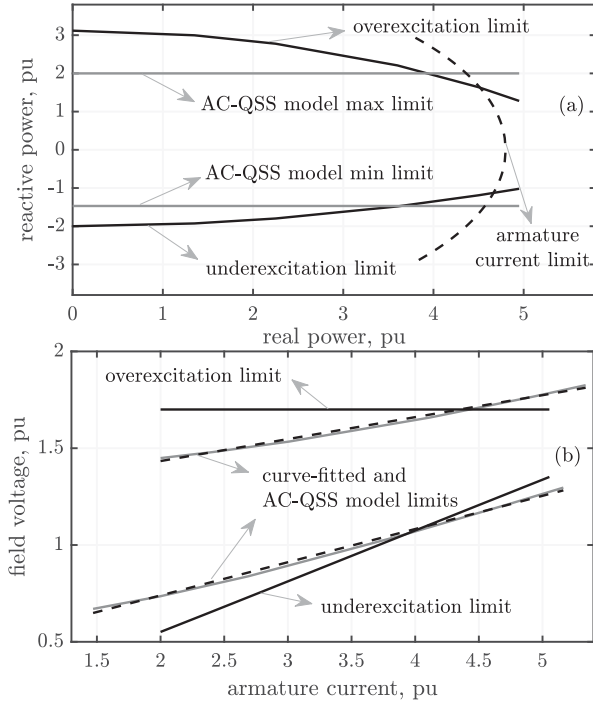 overexcitation limit
3
2
AC-QSS model max limit
(a)
1
0
AC-QSS model min limit
-1
-2
underexcitation limit
armature
current limit
-3
reactive power, pu
0
1
2
3
4
5
real power, pu
2
overexcitation limit
1.5
(b)
curve-fitted and
AC-QSS model limits
1
underexcitation limit
0.5
field voltage, pu
1.5
2
2.5
3
3.5
4
4.5
5
armature current, pu